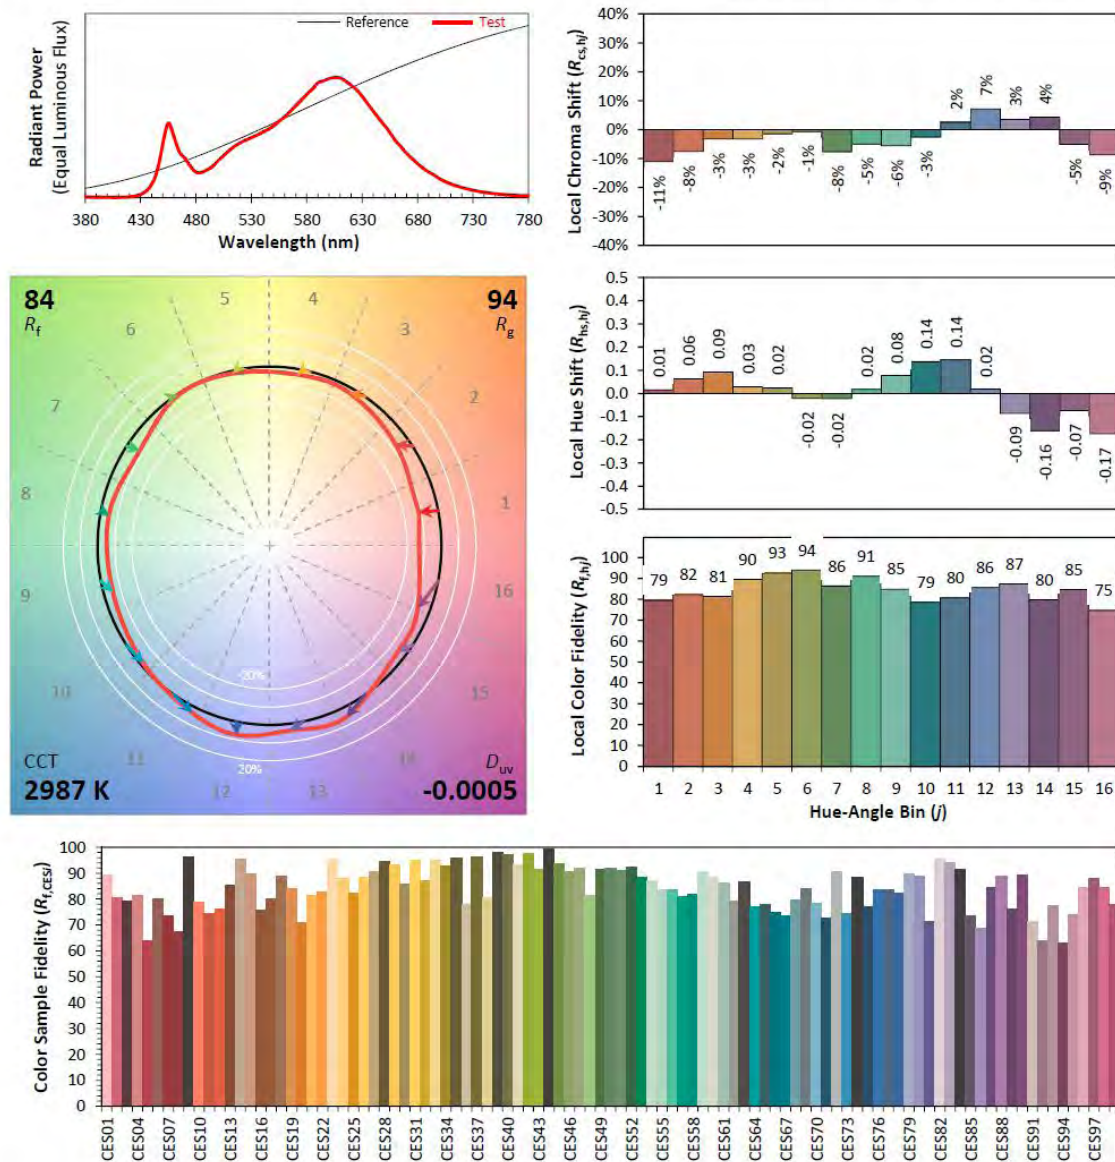 Reference Test
Radiant Power
(Equal Luminous Flux)
380 430 480 530 580 630 680 730 780
Wavelength (nm)
Local Chroma Shift (Rcs,hj)
40%
30%
20%
10%
0%
-10%
-20%
-30%
-40%
-11% -8% -3% -3% -2% -1% -8% -5% -6% -3% 2% 7% 3% 4% -5% -9%
84
Rf
94
Rg
5 4
6 3
7 2
8 1
9 16
10 15
11 14
12 13
-20%
20%
CCT
2987 K
Duv
-0.0005
Local Hue Shift (Rhs,hj)
0.5
0.4
0.3
0.2
0.1
0.0
-0.1
-0.2
-0.3
-0.4
-0.5
0.01 0.06 0.09 0.03 0.02 -0.02 -0.02 0.02 0.08 0.14 0.14 0.02 -0.09 -0.16 -0.07 -0.17
Local Color Fidelity (Rf,hj)
100
90
80
70
60
50
40
30
20
10
0
79 82 81 90 93 94 86 91 85 79 80 86 87 80 85 75
1 2 3 4 5 6 7 8 9 10 11 12 13 14 15 16
Hue-Angle Bin (j)
Color Sample Fidelity (Rf,CESi)
100
90
80
70
60
50
40
30
20
10
0
CES01 CES04 CES07 CES10 CES13 CES16 CES19 CES22 CES25 CES28 CES31 CES34 CES37 CES40 CES43 CES46 CES49 CES52 CES55 CES58 CES61 CES64 CES67 CES70 CES73 CES76 CES79 CES82 CES85 CES88 CES91 CES94 CES97